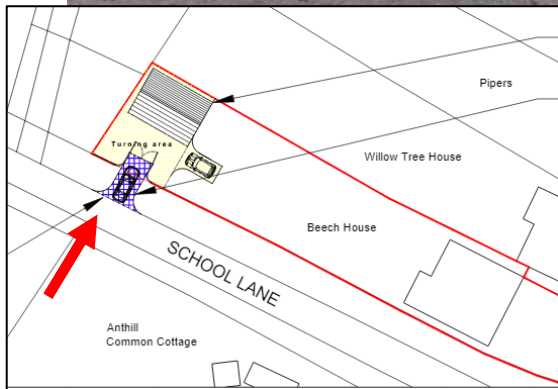 Pipers
Turning area
Willow Tree House
Beech House
SCHOOL LANE
Anthill
Common Cottage